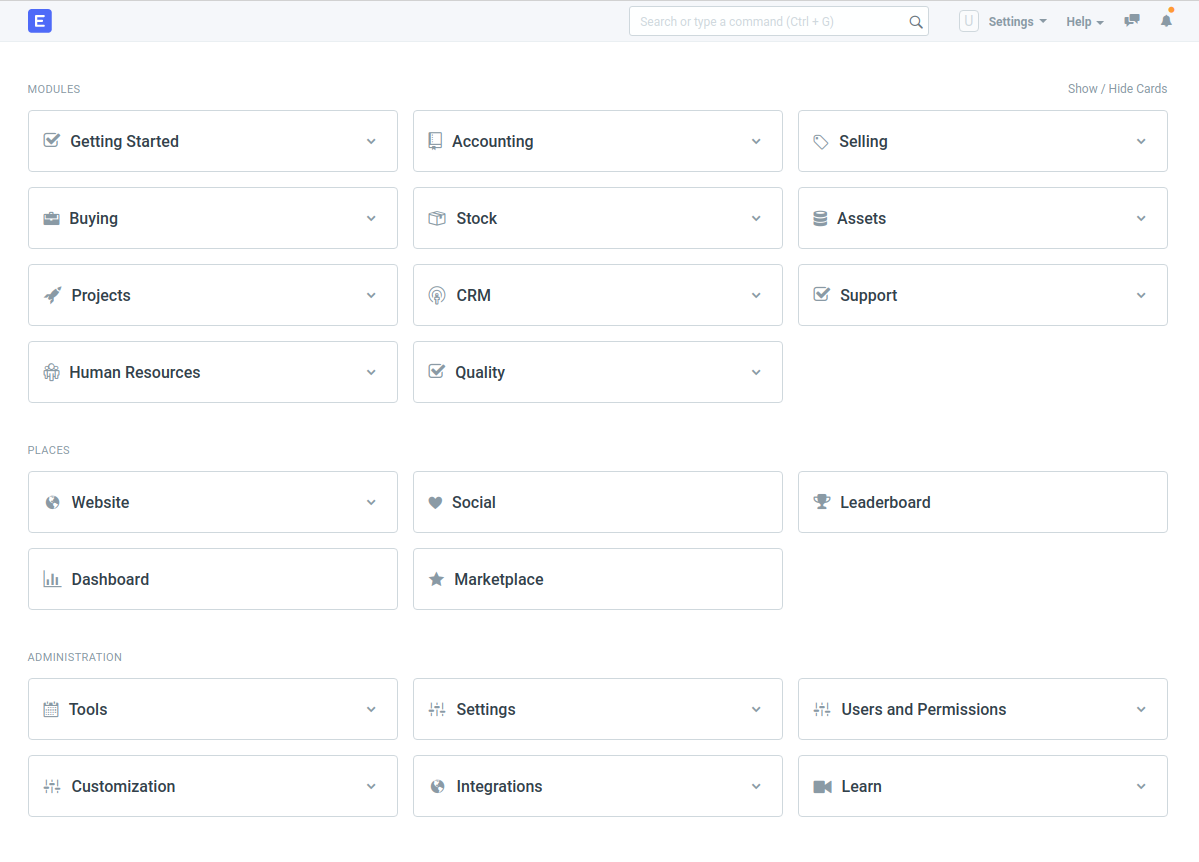 E Search or type a command (Ctrl + G) U Settings Help
MODULES Show / Hide Cards
Getting Started Accounting Selling
Buying Stock Assets
Projects CRM Support
Human Resources Quality
PLACES
Website Social Leaderboard
Dashboard Marketplace
ADMINISTRATION
Tools Settings Users and Permissions
Customization Integrations Learn